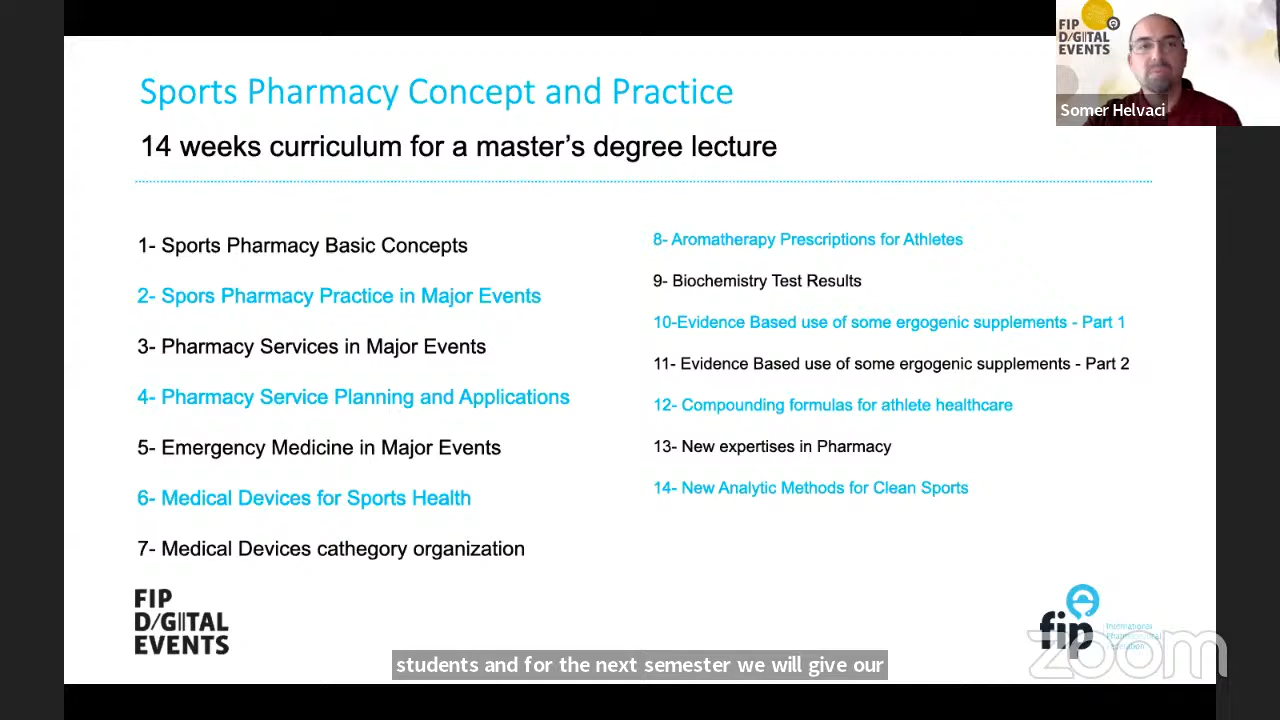 Sports Pharmacy Concept and Practice
14 weeks curriculum for a master's degree lecture
1- Sports Pharmacy Basic Concepts
2- Spors Pharmacy Practice in Major Events
3- Pharmacy Services in Major Events
4- Pharmacy Service Planning and Applications
5- Emergency Medicine in Major Events
6- Medical Devices for Sports Health
7- Medical Devices cathegory organization
8- Aromatherapy Prescriptions for Athletes
9- Biochemistry Test Results
10-Evidence Based use of some ergogenic supplements - Part 1
11- Evidence Based use of some ergogenic supplements - Part 2
12- Compounding formulas for athlete healthcare
13- New expertises in Pharmacy
14- New Analytic Methods for Clean Sports
FIP
D/GITAL
EVENTS
Somer Helvaci
FIP
D/GITAL
EVENTS
fip
International
Pharmaceutical
Federation
zoom
students and for the next semester we will give our